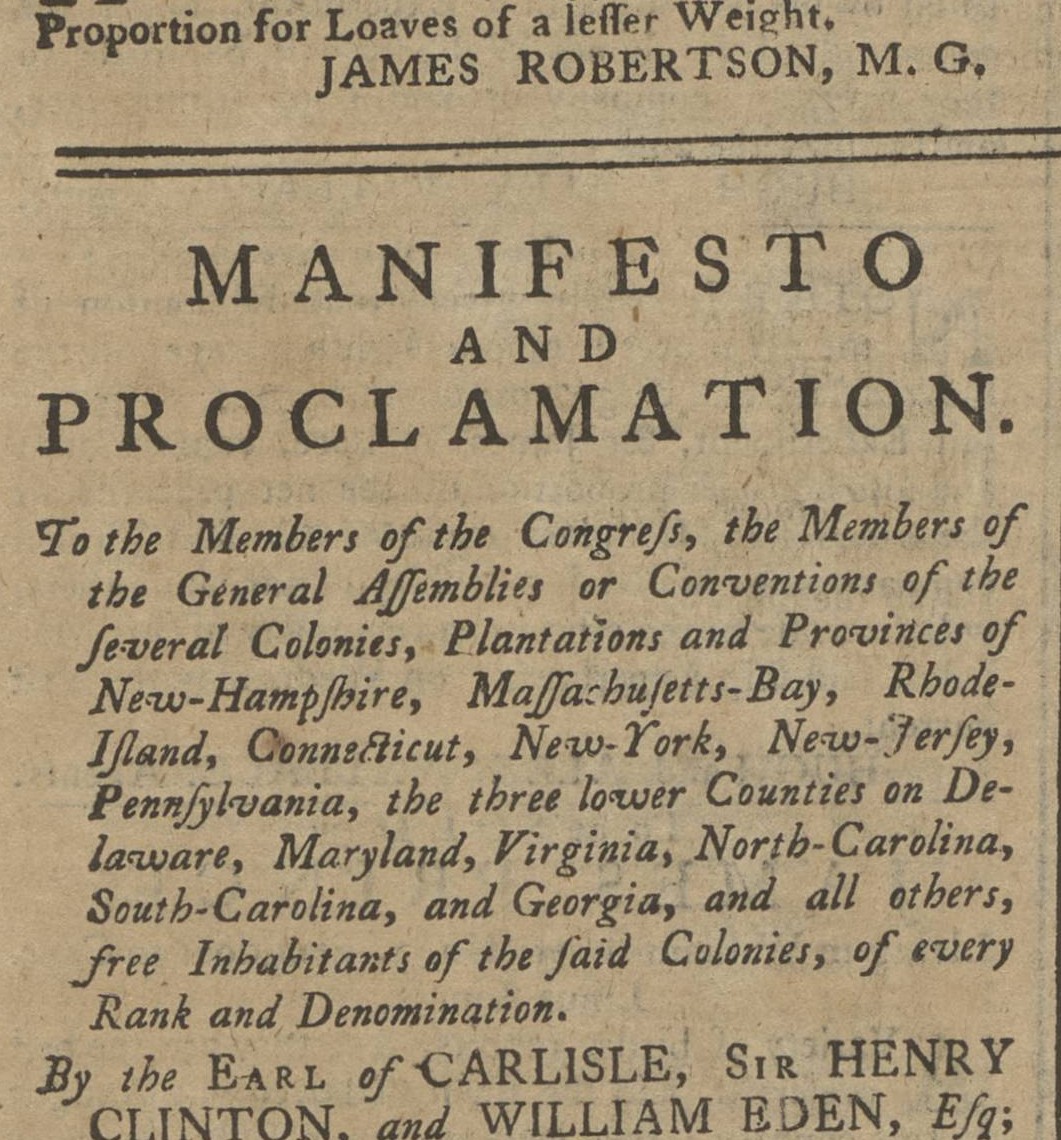 Proportion for Loaves of a leſſer Weight.
JAMES ROBERTSON, M. G.
MANIFESTO
AND
PROCLAMATION.
To the Members of the Congreſs, the Members of
the General Aſſemblies or Conventions of the
ſeveral Colonies, Plantations and Provinces of
New-Hampſhire, Maſſachuſetts-Bay, Rhode-
Iſland, Connecticut, New-York, New-Jerſey,
Pennſylvania, the three lower Counties on De-
laware, Maryland, Virginia, North-Carolina,
South-Carolina, and Georgia, and all others,
free Inhabitants of the ſaid Colonies, of every
Rank and Denomination.
By the EARL of CARLISLE, SIR HENRY
CLINTON, and WILLIAM EDEN, Eſq;